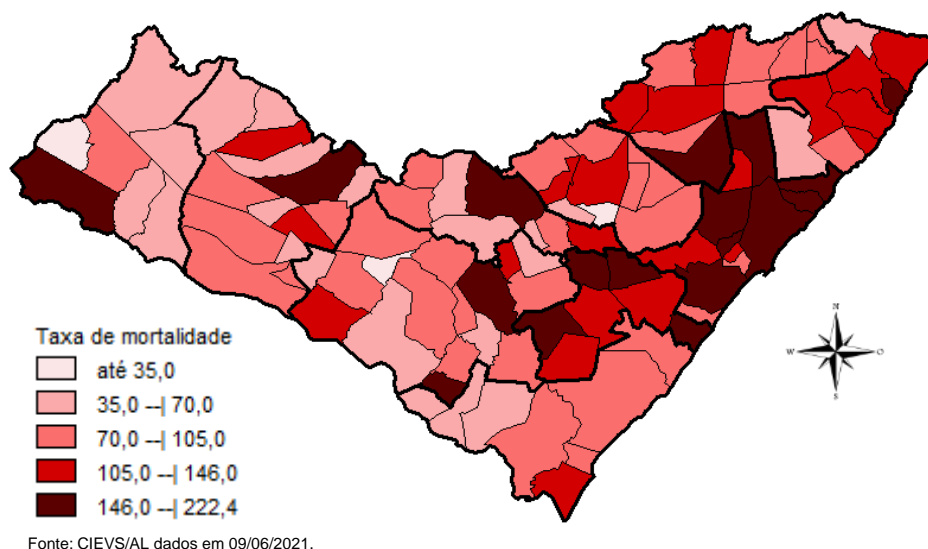 N
W
O
S
Taxa de mortalidade
até 35,0
35,0 --| 70,0
70,0 --| 105,0
105,0 --| 146,0
146,0 --| 222,4
Fonte: CIEVS/AL dados em 09/06/2021.